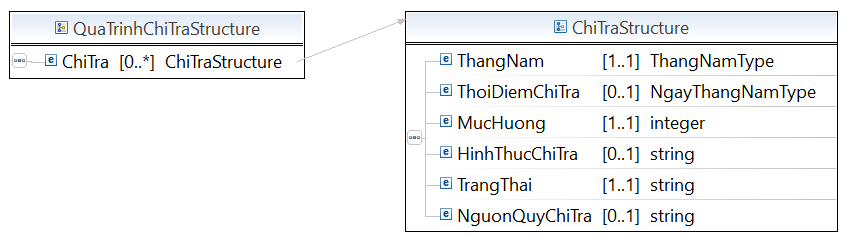 QuaTrinhChiTraStructure
ChiTra [0..*] ChiTraStructure
ChiTraStructure
ThangNam [1..1] ThangNamType
ThoiDiemChiTra [0..1] NgayThangNamType
MucHuong [1..1] integer
HinhThucChiTra [0..1] string
TrangThai [1..1] string
NguonQuyChiTra [0..1] string